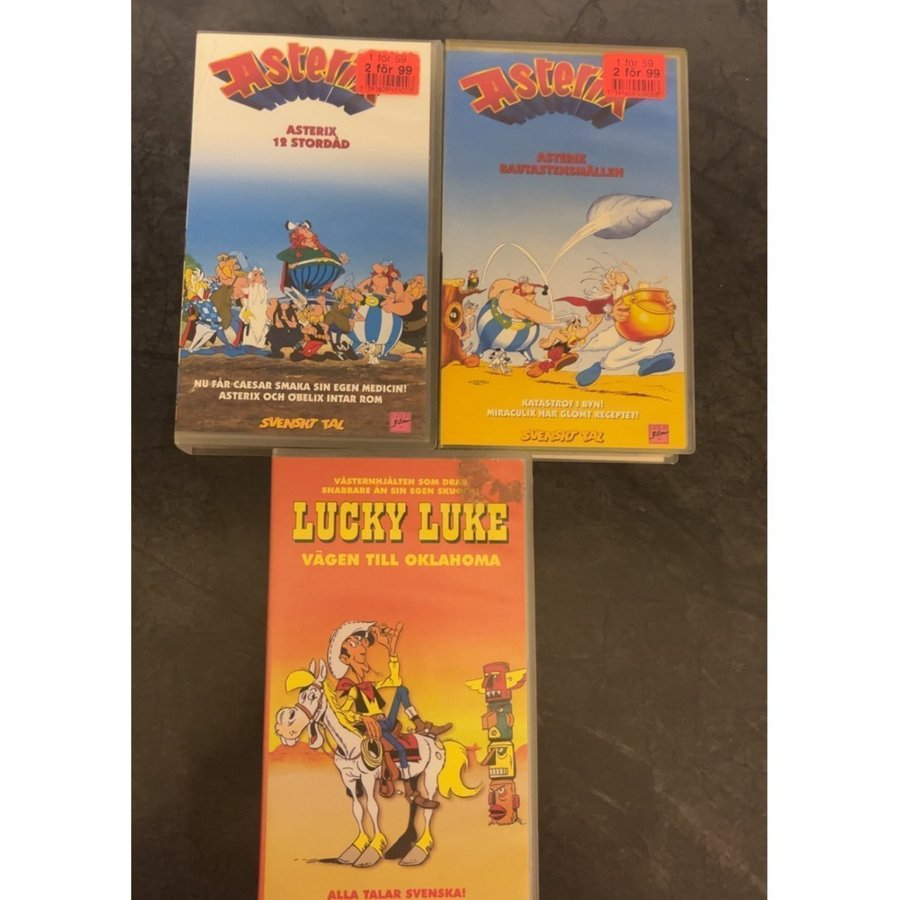 Asterix
1 för 59
2 för 99
ASTERIX
12 STORDÅD
NU FÅR CAESAR SMAKA SIN EGEN MEDICIN!
ASTERIX OCH OBELIX INTAR ROM
SVENSKT TAL
Asterix
1 för 59
2 för 99
ASTERIX
BAUTASTENSMÄLLEN
KATASTROF I BYN!
MIRACULIX HAR GLÖMT RECEPTET!
SVENSKT TAL
VÄSTERNHJÄLTEN SOM DRAR
SNABBARE ÄN SIN EGEN SKUGGA!
LUCKY LUKE
VÄGEN TILL OKLAHOMA
ALLA TALAR SVENSKA!